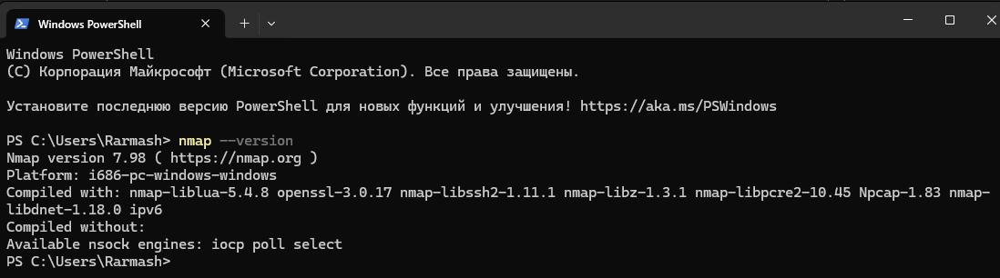 Windows PowerShell
Windows PowerShell
(C) Корпорация Майкрософт (Microsoft Corporation). Все права защищены.
Установите последнюю версию PowerShell для новых функций и улучшения! https://aka.ms/PSWindows
PS C:\Users\Rarmash> nmap --version
Nmap version 7.98 ( https://nmap.org )
Platform: i686-pc-windows-windows
Compiled with: nmap-liblua-5.4.8 openssl-3.0.17 nmap-libssh2-1.11.1 nmap-libz-1.3.1 nmap-libpcre2-10.45 Npcap-1.83 nmap-
libdnet-1.18.0 ipv6
Compiled without:
Available nsock engines: iocp poll select
PS C:\Users\Rarmash>